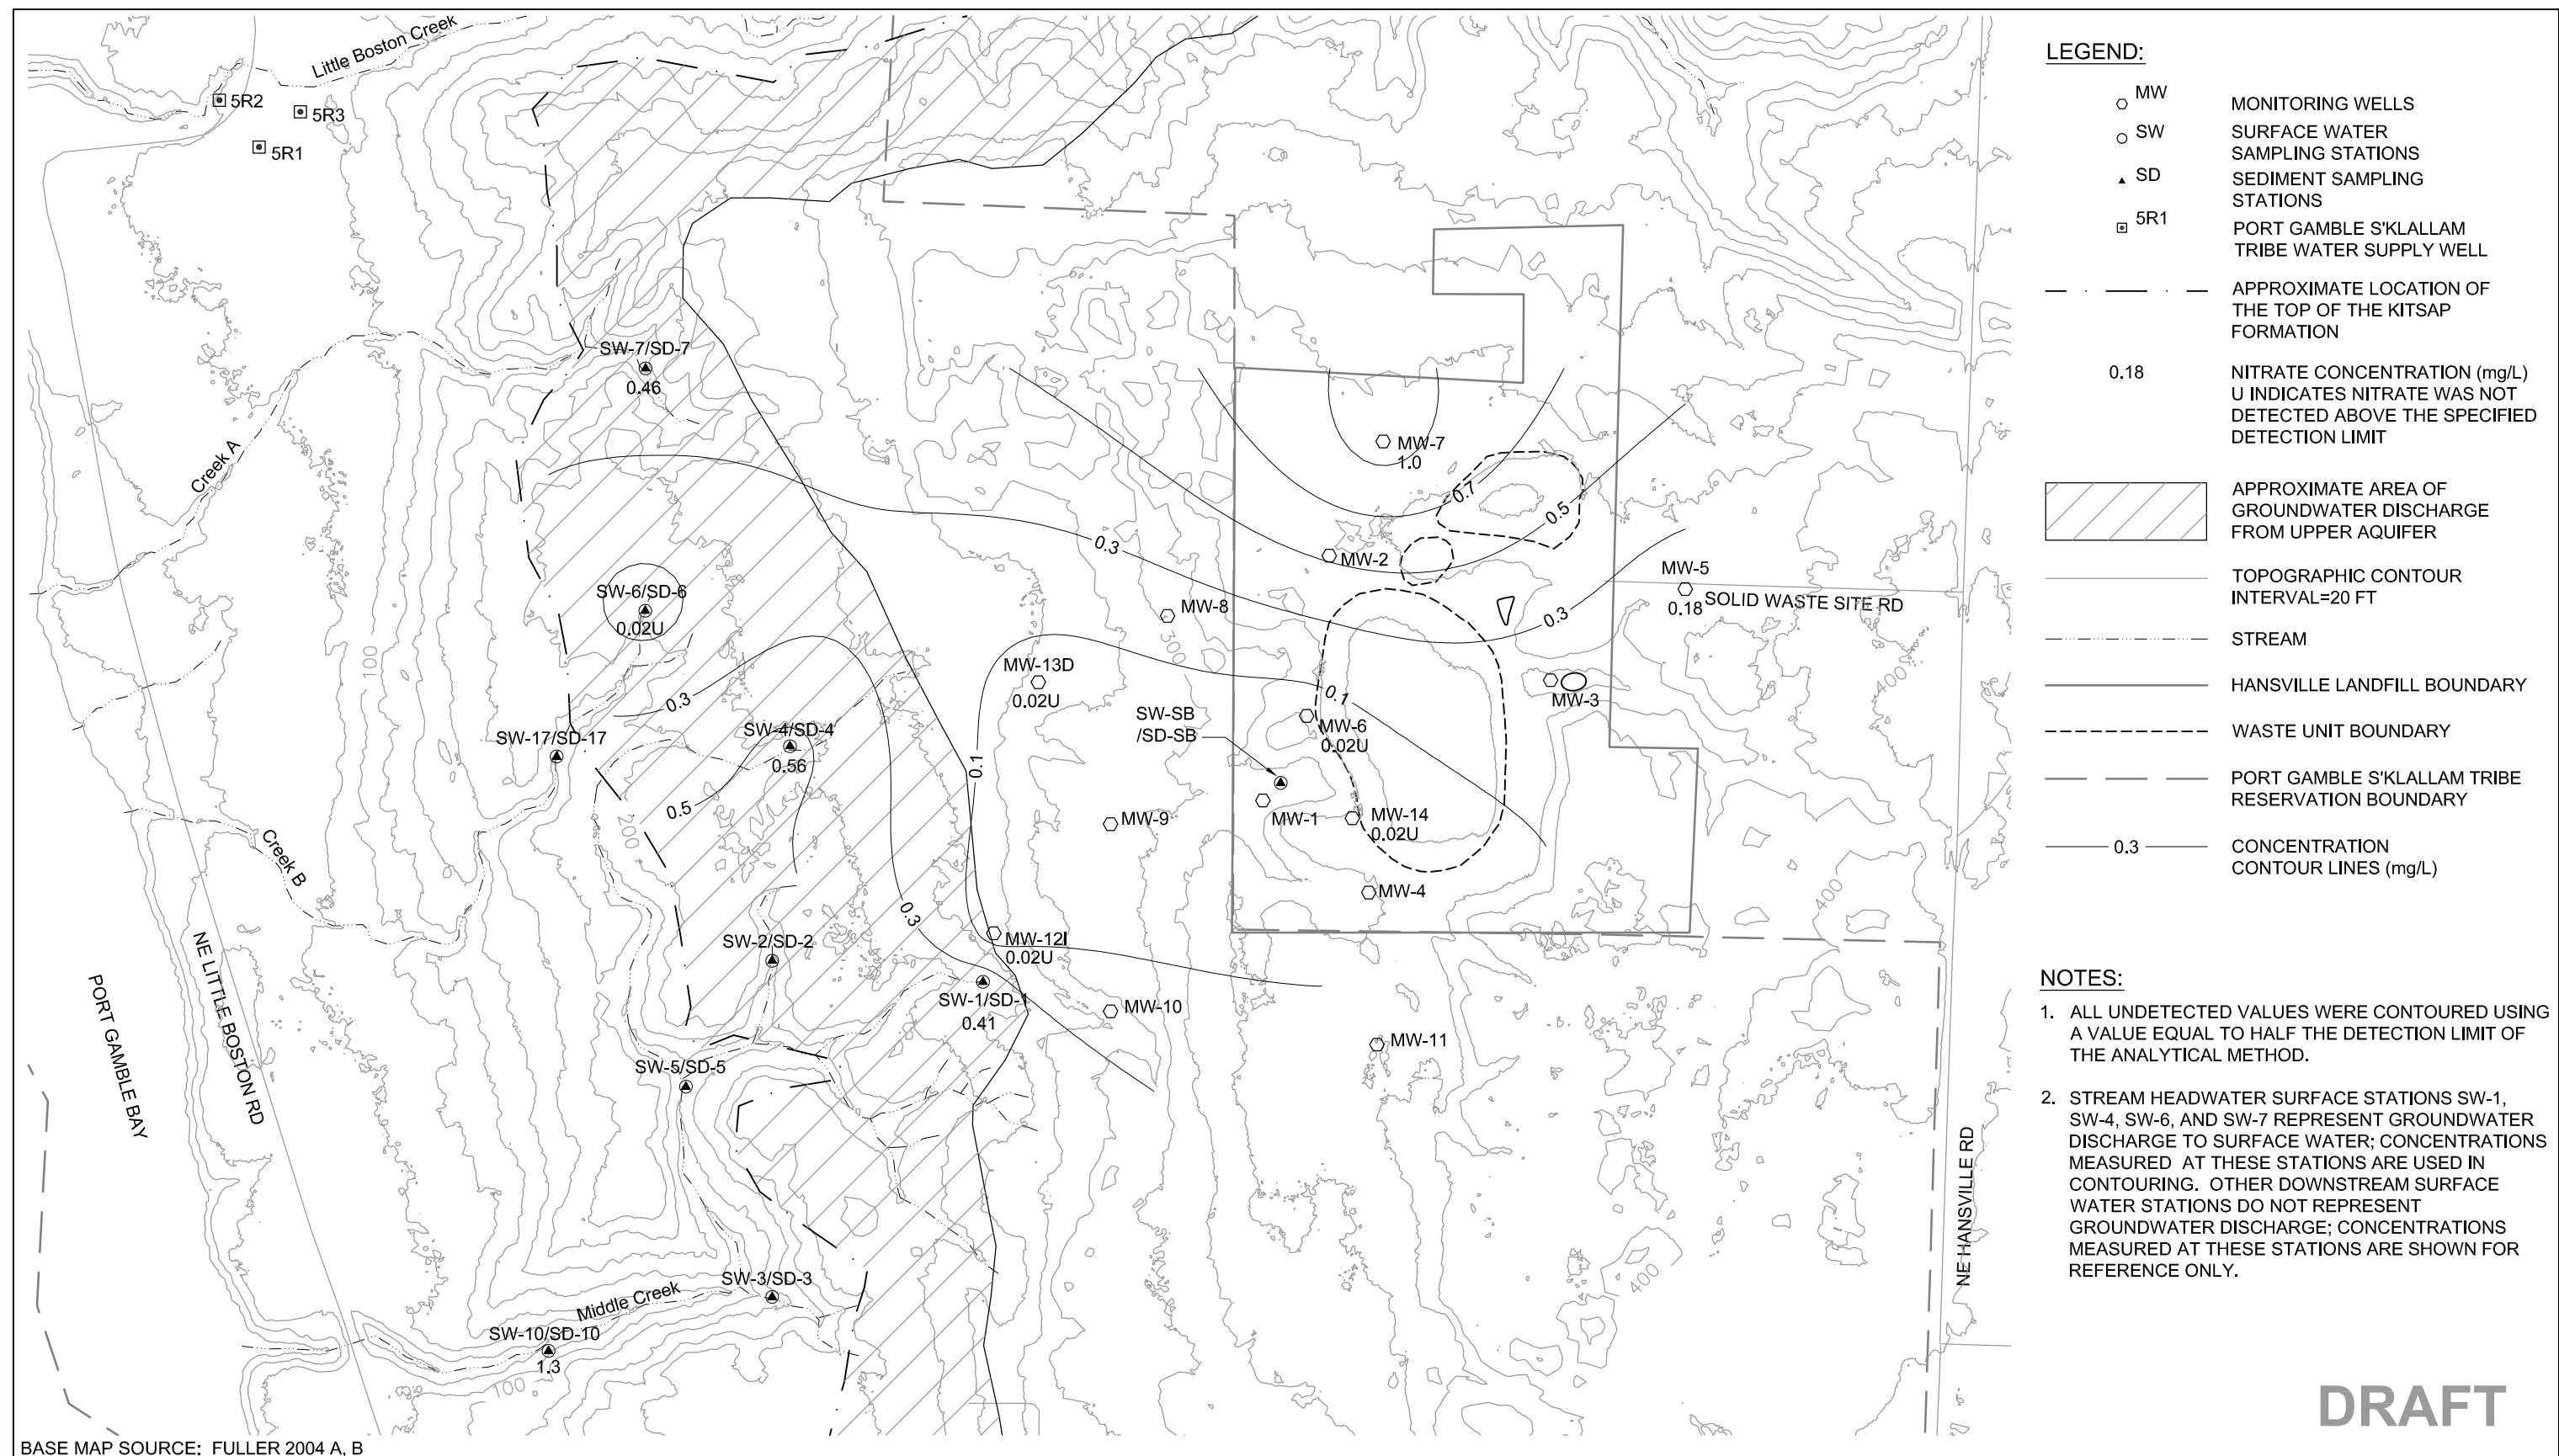 Little Boston Creek
5R2
5R3
5R1
SW-7/SD-7
0.46
Creek A
MW-7
1.0
0.7
0.5
0.3
MW-2
MW-5
0.18
SOLID WASTE SITE RD
SW-6/SD-6
0.02U
MW-8
0.3
300
100
MW-13D
0.02U
0.3
0.1
MW-3
400
SW-SB
/SD-SB
MW-6
0.02U
SW-17/SD-17
SW-4/SD-4
0.56
0.1
0.5
200
MW-9
MW-1
MW-14
0.02U
Creek B
MW-4
400
0.3
SW-2/SD-2
MW-12I
0.02U
NE LITTLE BOSTON RD
PORT GAMBLE BAY
SW-1/SD-1
0.41
MW-10
MW-11
SW-5/SD-5
NE HANSVILLE RD
400
SW-3/SD-3
Middle Creek
SW-10/SD-10
1.3
100
BASE MAP SOURCE: FULLER 2004 A, B
LEGEND:
MW
MONITORING WELLS
SW
SURFACE WATER
SAMPLING STATIONS
SD
SEDIMENT SAMPLING
STATIONS
5R1
PORT GAMBLE S'KLALLAM
TRIBE WATER SUPPLY WELL
APPROXIMATE LOCATION OF
THE TOP OF THE KITSAP
FORMATION
0.18
NITRATE CONCENTRATION (mg/L)
U INDICATES NITRATE WAS NOT
DETECTED ABOVE THE SPECIFIED
DETECTION LIMIT
APPROXIMATE AREA OF
GROUNDWATER DISCHARGE
FROM UPPER AQUIFER
TOPOGRAPHIC CONTOUR
INTERVAL=20 FT
STREAM
HANSVILLE LANDFILL BOUNDARY
WASTE UNIT BOUNDARY
PORT GAMBLE S'KLALLAM TRIBE
RESERVATION BOUNDARY
0.3
CONCENTRATION
CONTOUR LINES (mg/L)
NOTES:
1. ALL UNDETECTED VALUES WERE CONTOURED USING
A VALUE EQUAL TO HALF THE DETECTION LIMIT OF
THE ANALYTICAL METHOD.
2. STREAM HEADWATER SURFACE STATIONS SW-1,
SW-4, SW-6, AND SW-7 REPRESENT GROUNDWATER
DISCHARGE TO SURFACE WATER; CONCENTRATIONS
MEASURED AT THESE STATIONS ARE USED IN
CONTOURING. OTHER DOWNSTREAM SURFACE
WATER STATIONS DO NOT REPRESENT
GROUNDWATER DISCHARGE; CONCENTRATIONS
MEASURED AT THESE STATIONS ARE SHOWN FOR
REFERENCE ONLY.
DRAFT